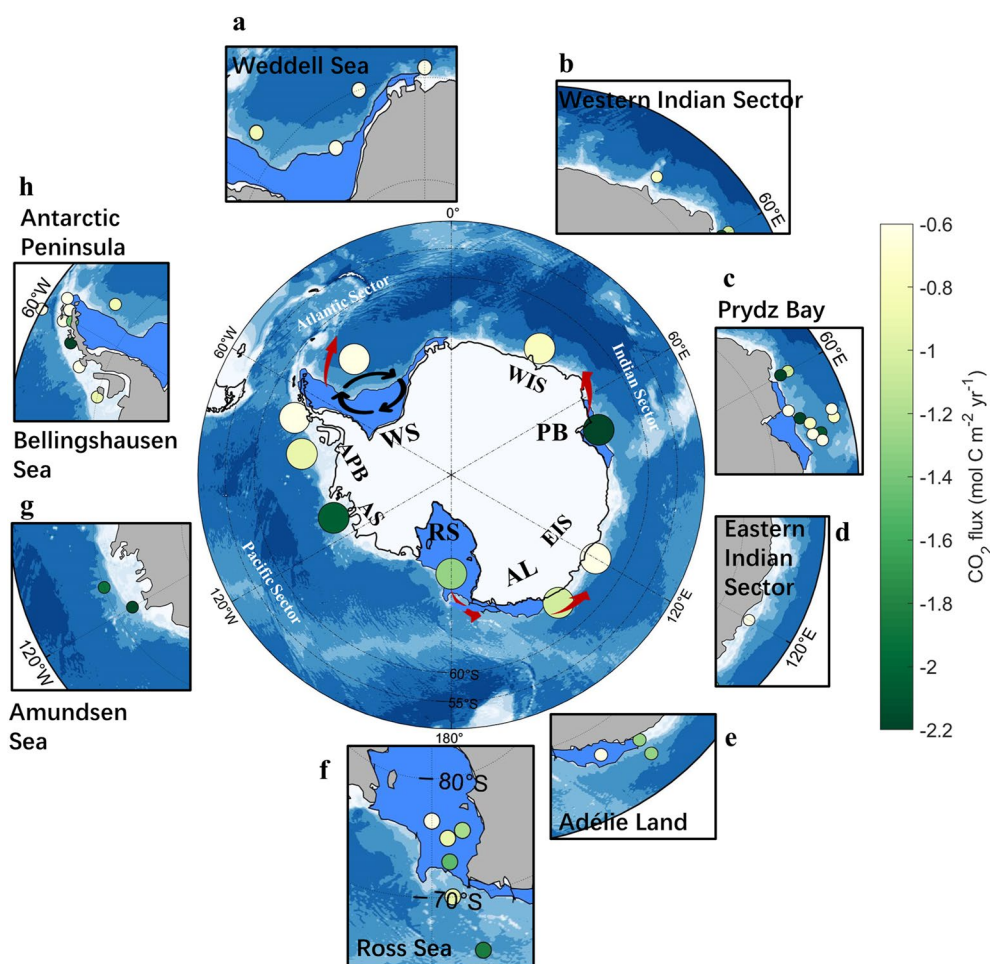 a
Weddell Sea
b
Western Indian Sector
60°E
h
Antarctic
Peninsula
60°W
Bellingshausen
Sea
0°
Atlantic Sector
60°W
60°E
Indian Sector
WIS
WS
PB
APB
AS
RS
EIS
AL
Pacific Sector
120°W
120°E
60°S
55°S
180°
c
Prydz Bay
60°E
-0.6
-0.8
-1
-1.2
-1.4
-1.6
-1.8
-2
-2.2
CO₂ flux (mol C m⁻² yr⁻¹)
g
120°W
Amundsen
Sea
Eastern
Indian
Sector
d
120°E
e
Adélie Land
f
80°S
70°S
Ross Sea